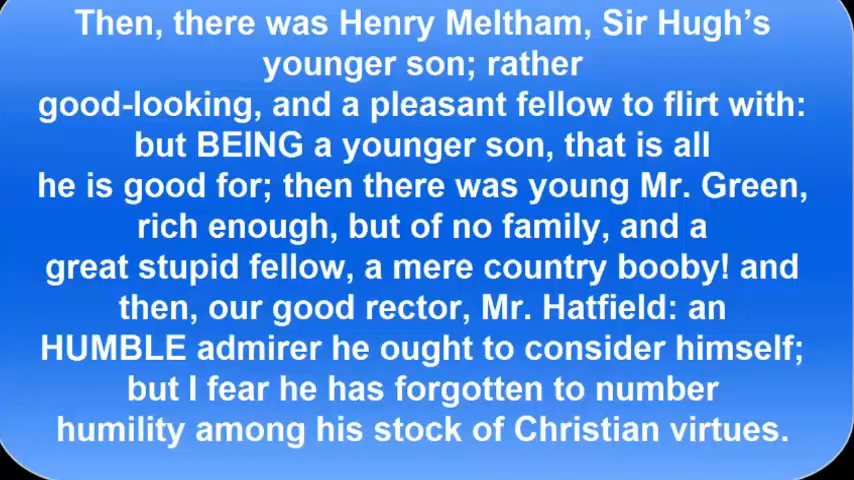 Then, there was Henry Meltham, Sir Hugh’s
younger son; rather
good-looking, and a pleasant fellow to flirt with:
but BEING a younger son, that is all
he is good for; then there was young Mr. Green,
rich enough, but of no family, and a
great stupid fellow, a mere country booby! and
then, our good rector, Mr. Hatfield: an
HUMBLE admirer he ought to consider himself;
but I fear he has forgotten to number
humility among his stock of Christian virtues.